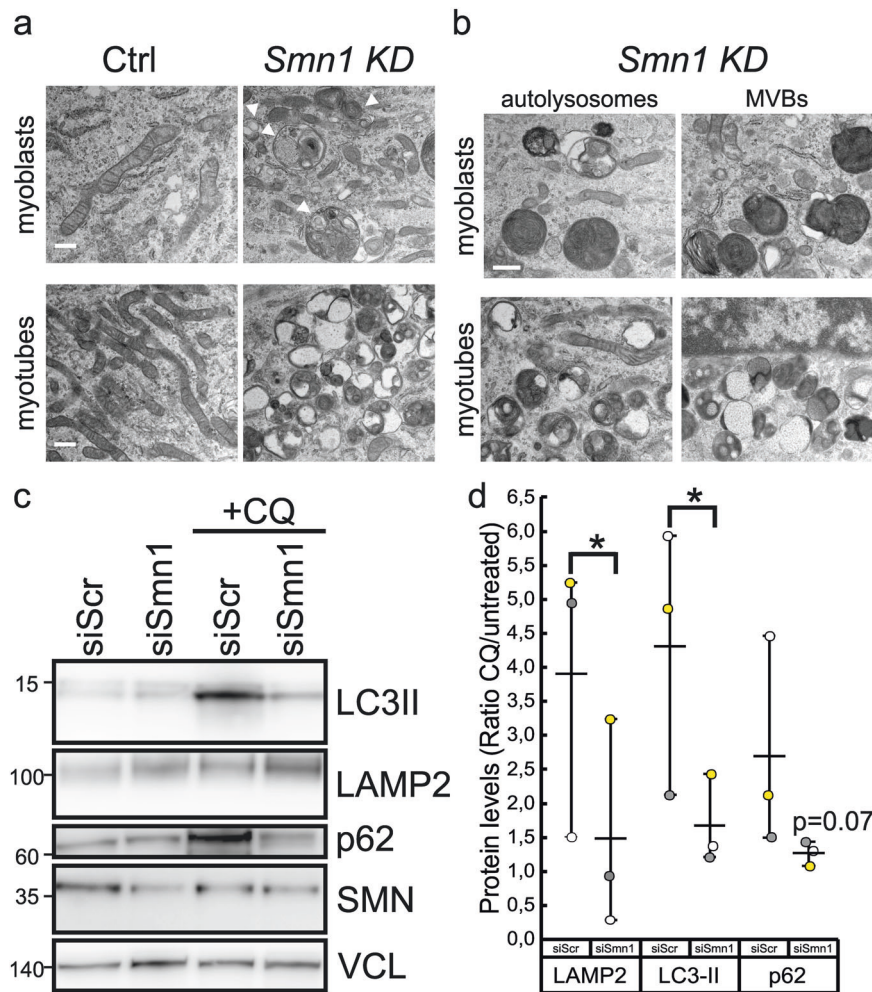 a
Ctrl
Smn1 KD
myoblasts
myotubes
b
Smn1 KD
autolysosomes
MVBs
myoblasts
myotubes
c
+CQ
siScr
siSmn1
siScr
siSmn1
15
LC3II
100
LAMP2
60
p62
35
SMN
140
VCL
d
Protein levels (Ratio CQ/untreated)
6,5
6,0
5,5
5,0
4,5
4,0
3,5
3,0
2,5
2,0
1,5
1,0
0,5
0,0
*
*
p=0.07
siScr siSmn1 siScr siSmn1 siScr siSmn1
LAMP2 LC3-II p62